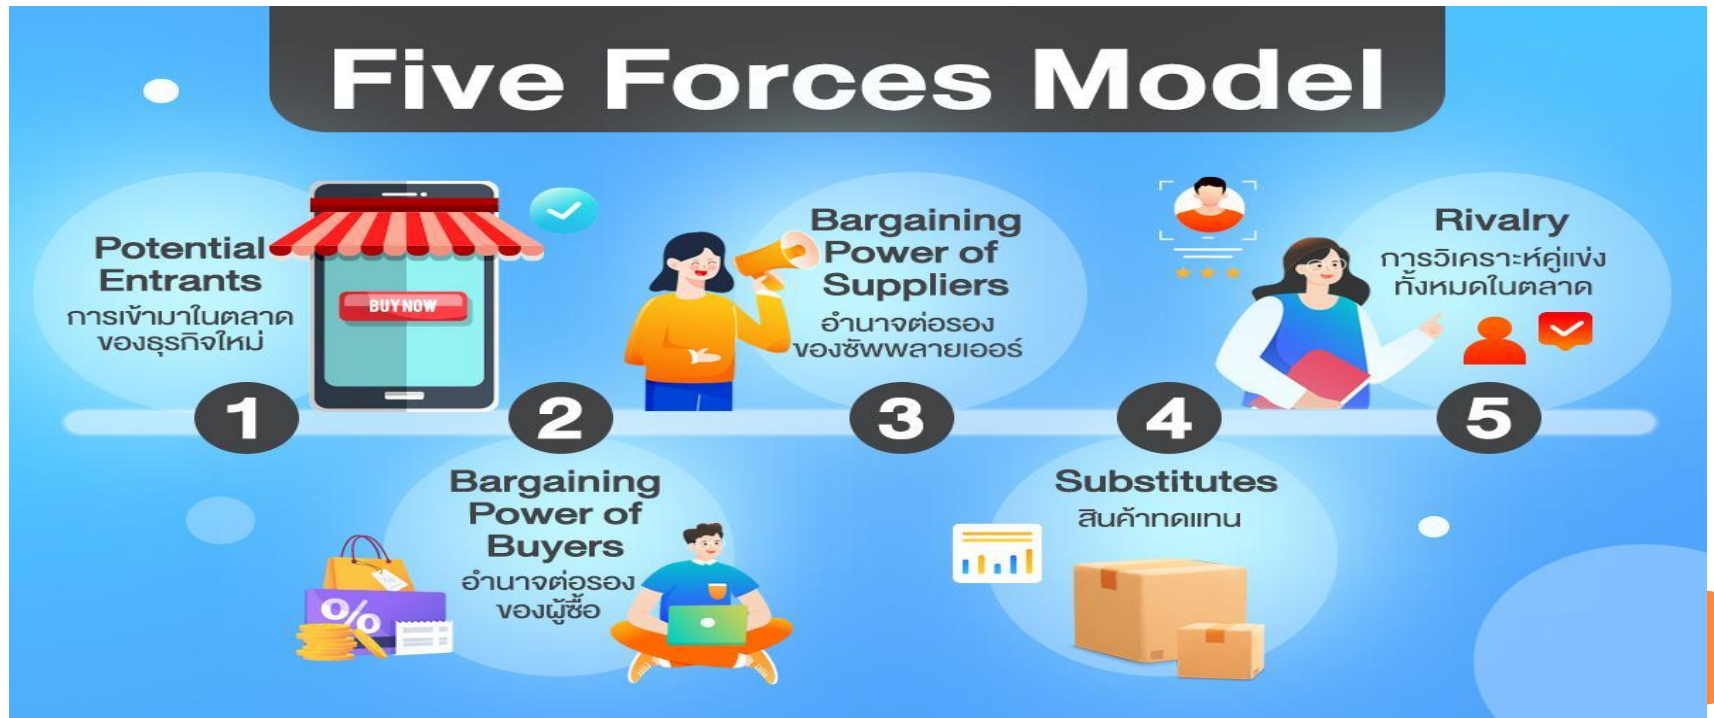 Five Forces Model
Potential
Entrants
การเข้ามาในตลาด
ของธุรกิจใหม่
BUY NOW
1
2
Bargaining
Power of
Buyers
อำนาจต่อรอง
ของผู้ซื้อ
%
Bargaining
Power of
Suppliers
อำนาจต่อรอง
ของซัพพลายเออร์
3
4
Substitutes
สินค้าทดแทน
Rivalry
การวิเคราะห์คู่แข่ง
ทั้งหมดในตลาด
5